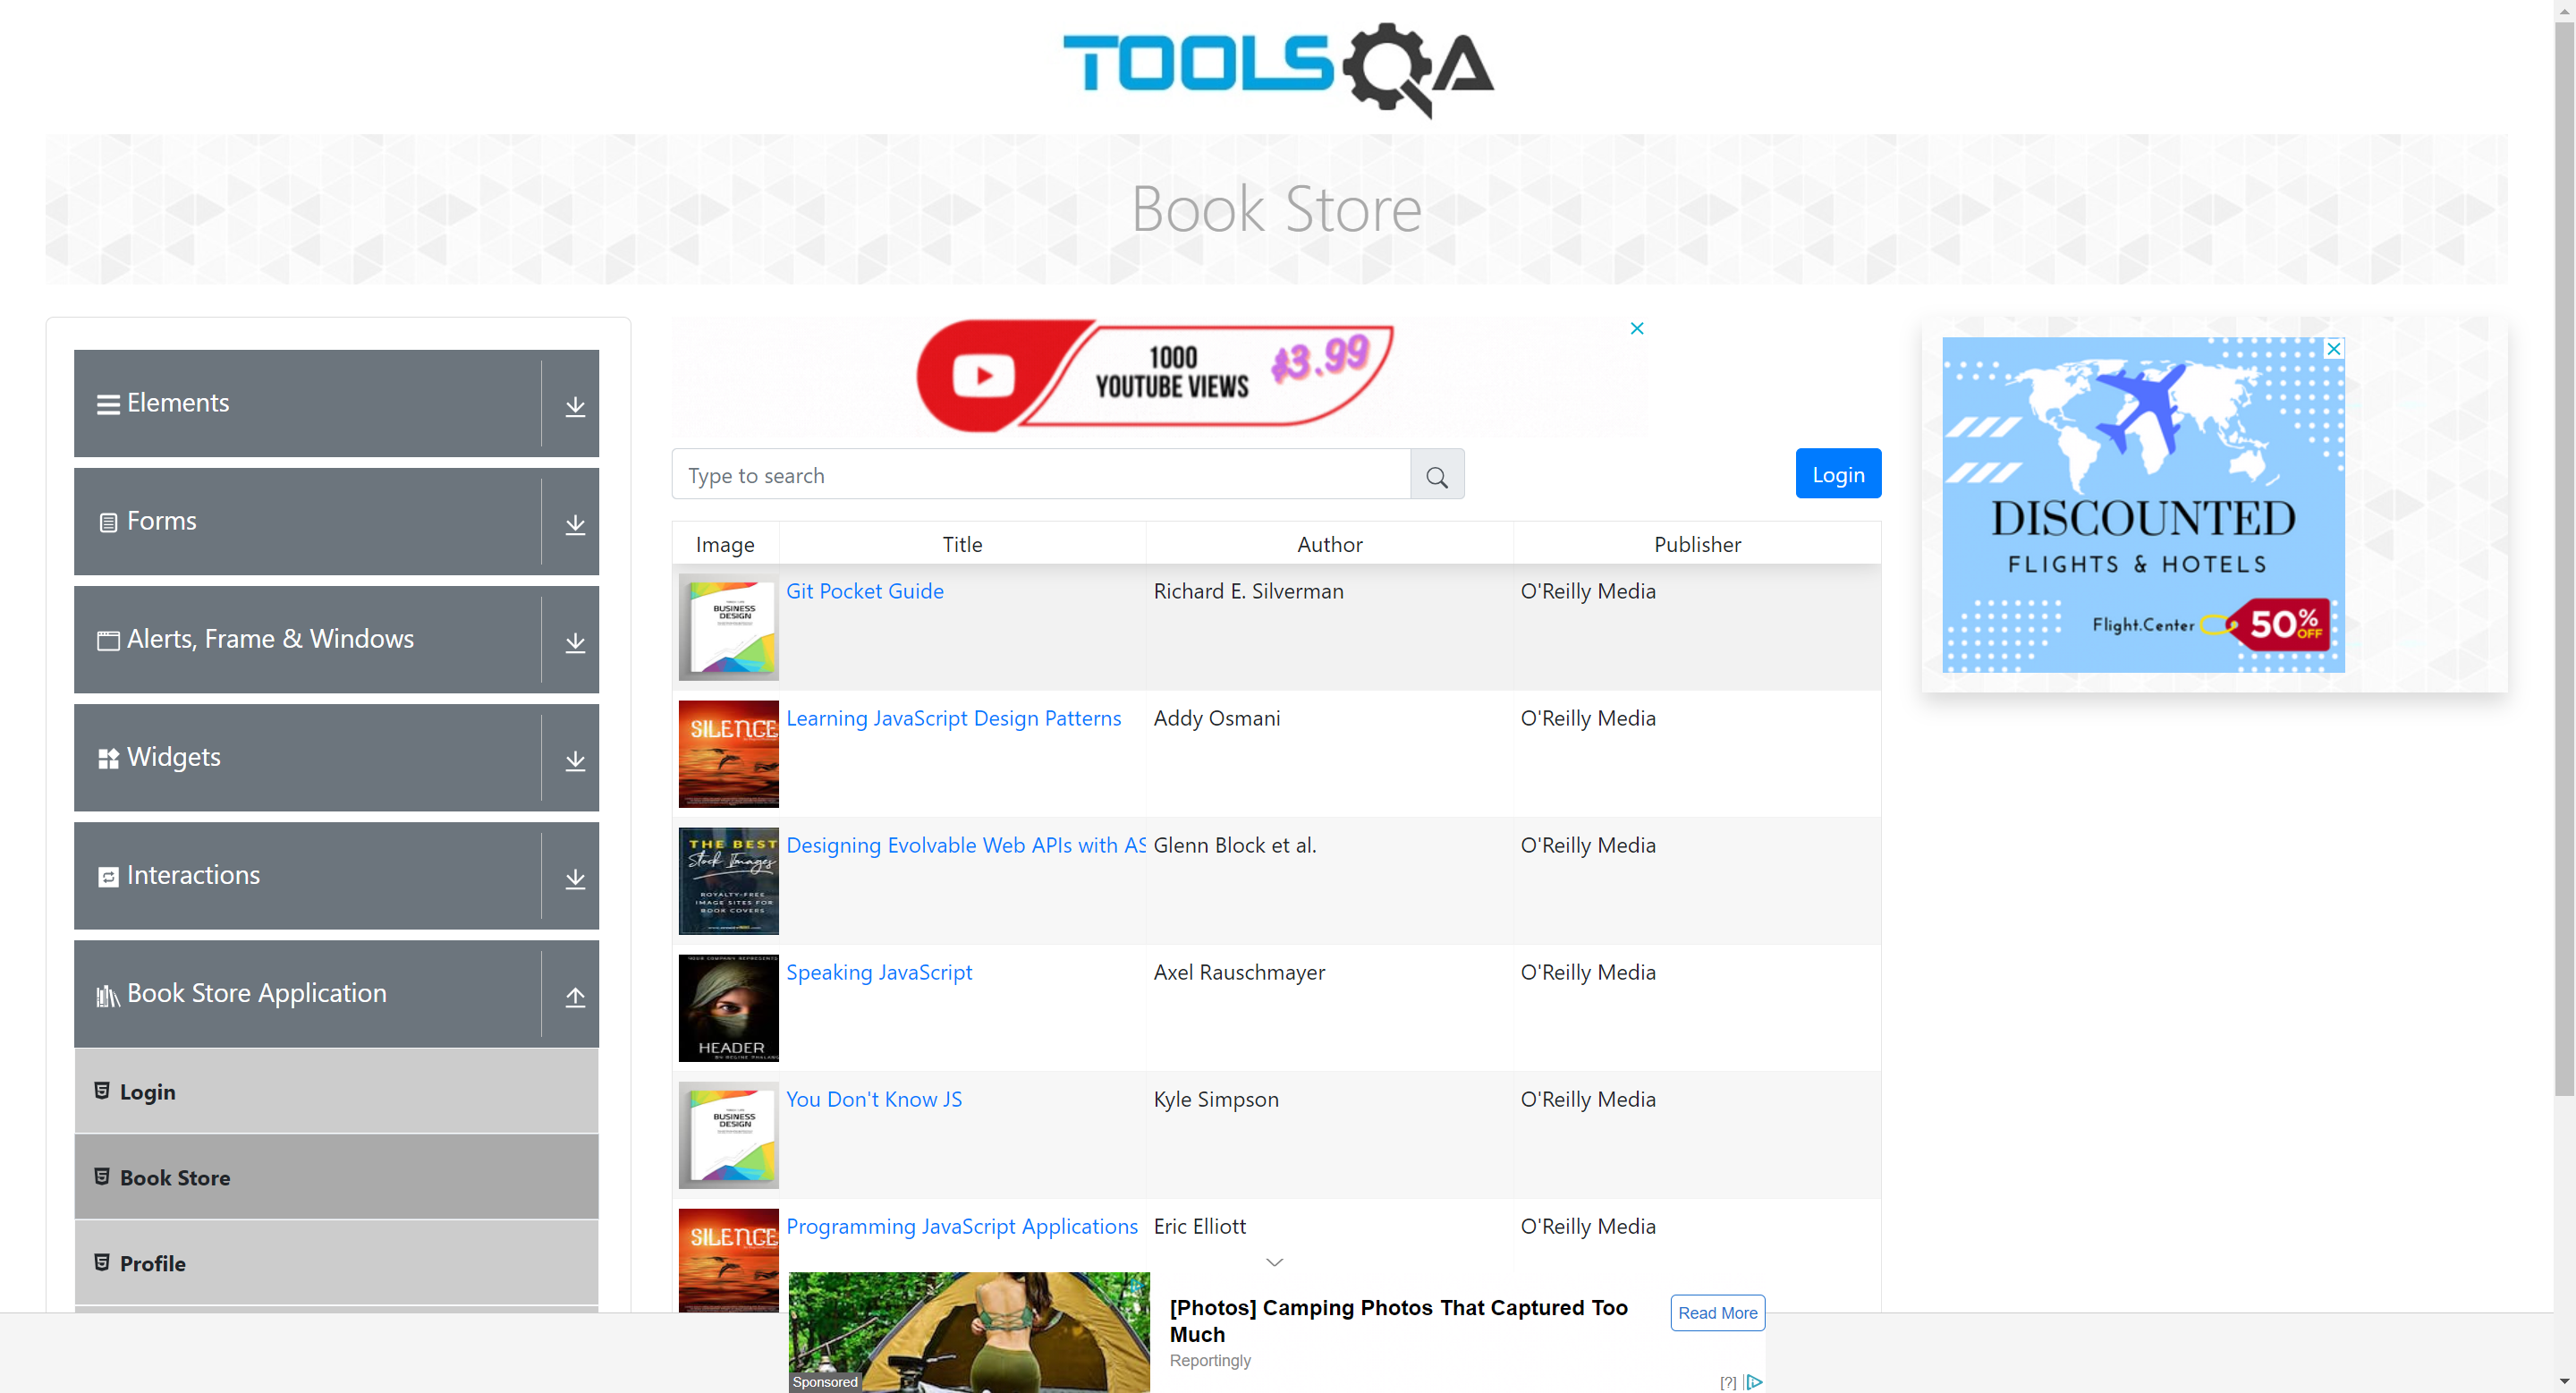 TOOLSQA
Book Store
Elements
Forms
Alerts, Frame & Windows
Widgets
Interactions
Book Store Application
Login
Book Store
Profile
1000
YOUTUBE VIEWS
$3.99
Type to search
Login
Image Title Author Publisher
BUSINESS
DESIGN
Git Pocket Guide Richard E. Silverman O'Reilly Media
SILENCE
Learning JavaScript Design Patterns Addy Osmani O'Reilly Media
THE BEST
Stock Images
ROYALTY-FREE
IMAGE SITES FOR
BOOK COVERS
Designing Evolvable Web APIs with AS Glenn Block et al. O'Reilly Media
YOUR COMPANY REPRESENTS
HEADER
Speaking JavaScript Axel Rauschmayer O'Reilly Media
BUSINESS
DESIGN
You Don't Know JS Kyle Simpson O'Reilly Media
SILENCE
Programming JavaScript Applications Eric Elliott O'Reilly Media
DISCOUNTED
FLIGHTS & HOTELS
Flight.Center
50% OFF
[Photos] Camping Photos That Captured Too
Much
Reportingly
Read More
Sponsored
[?]